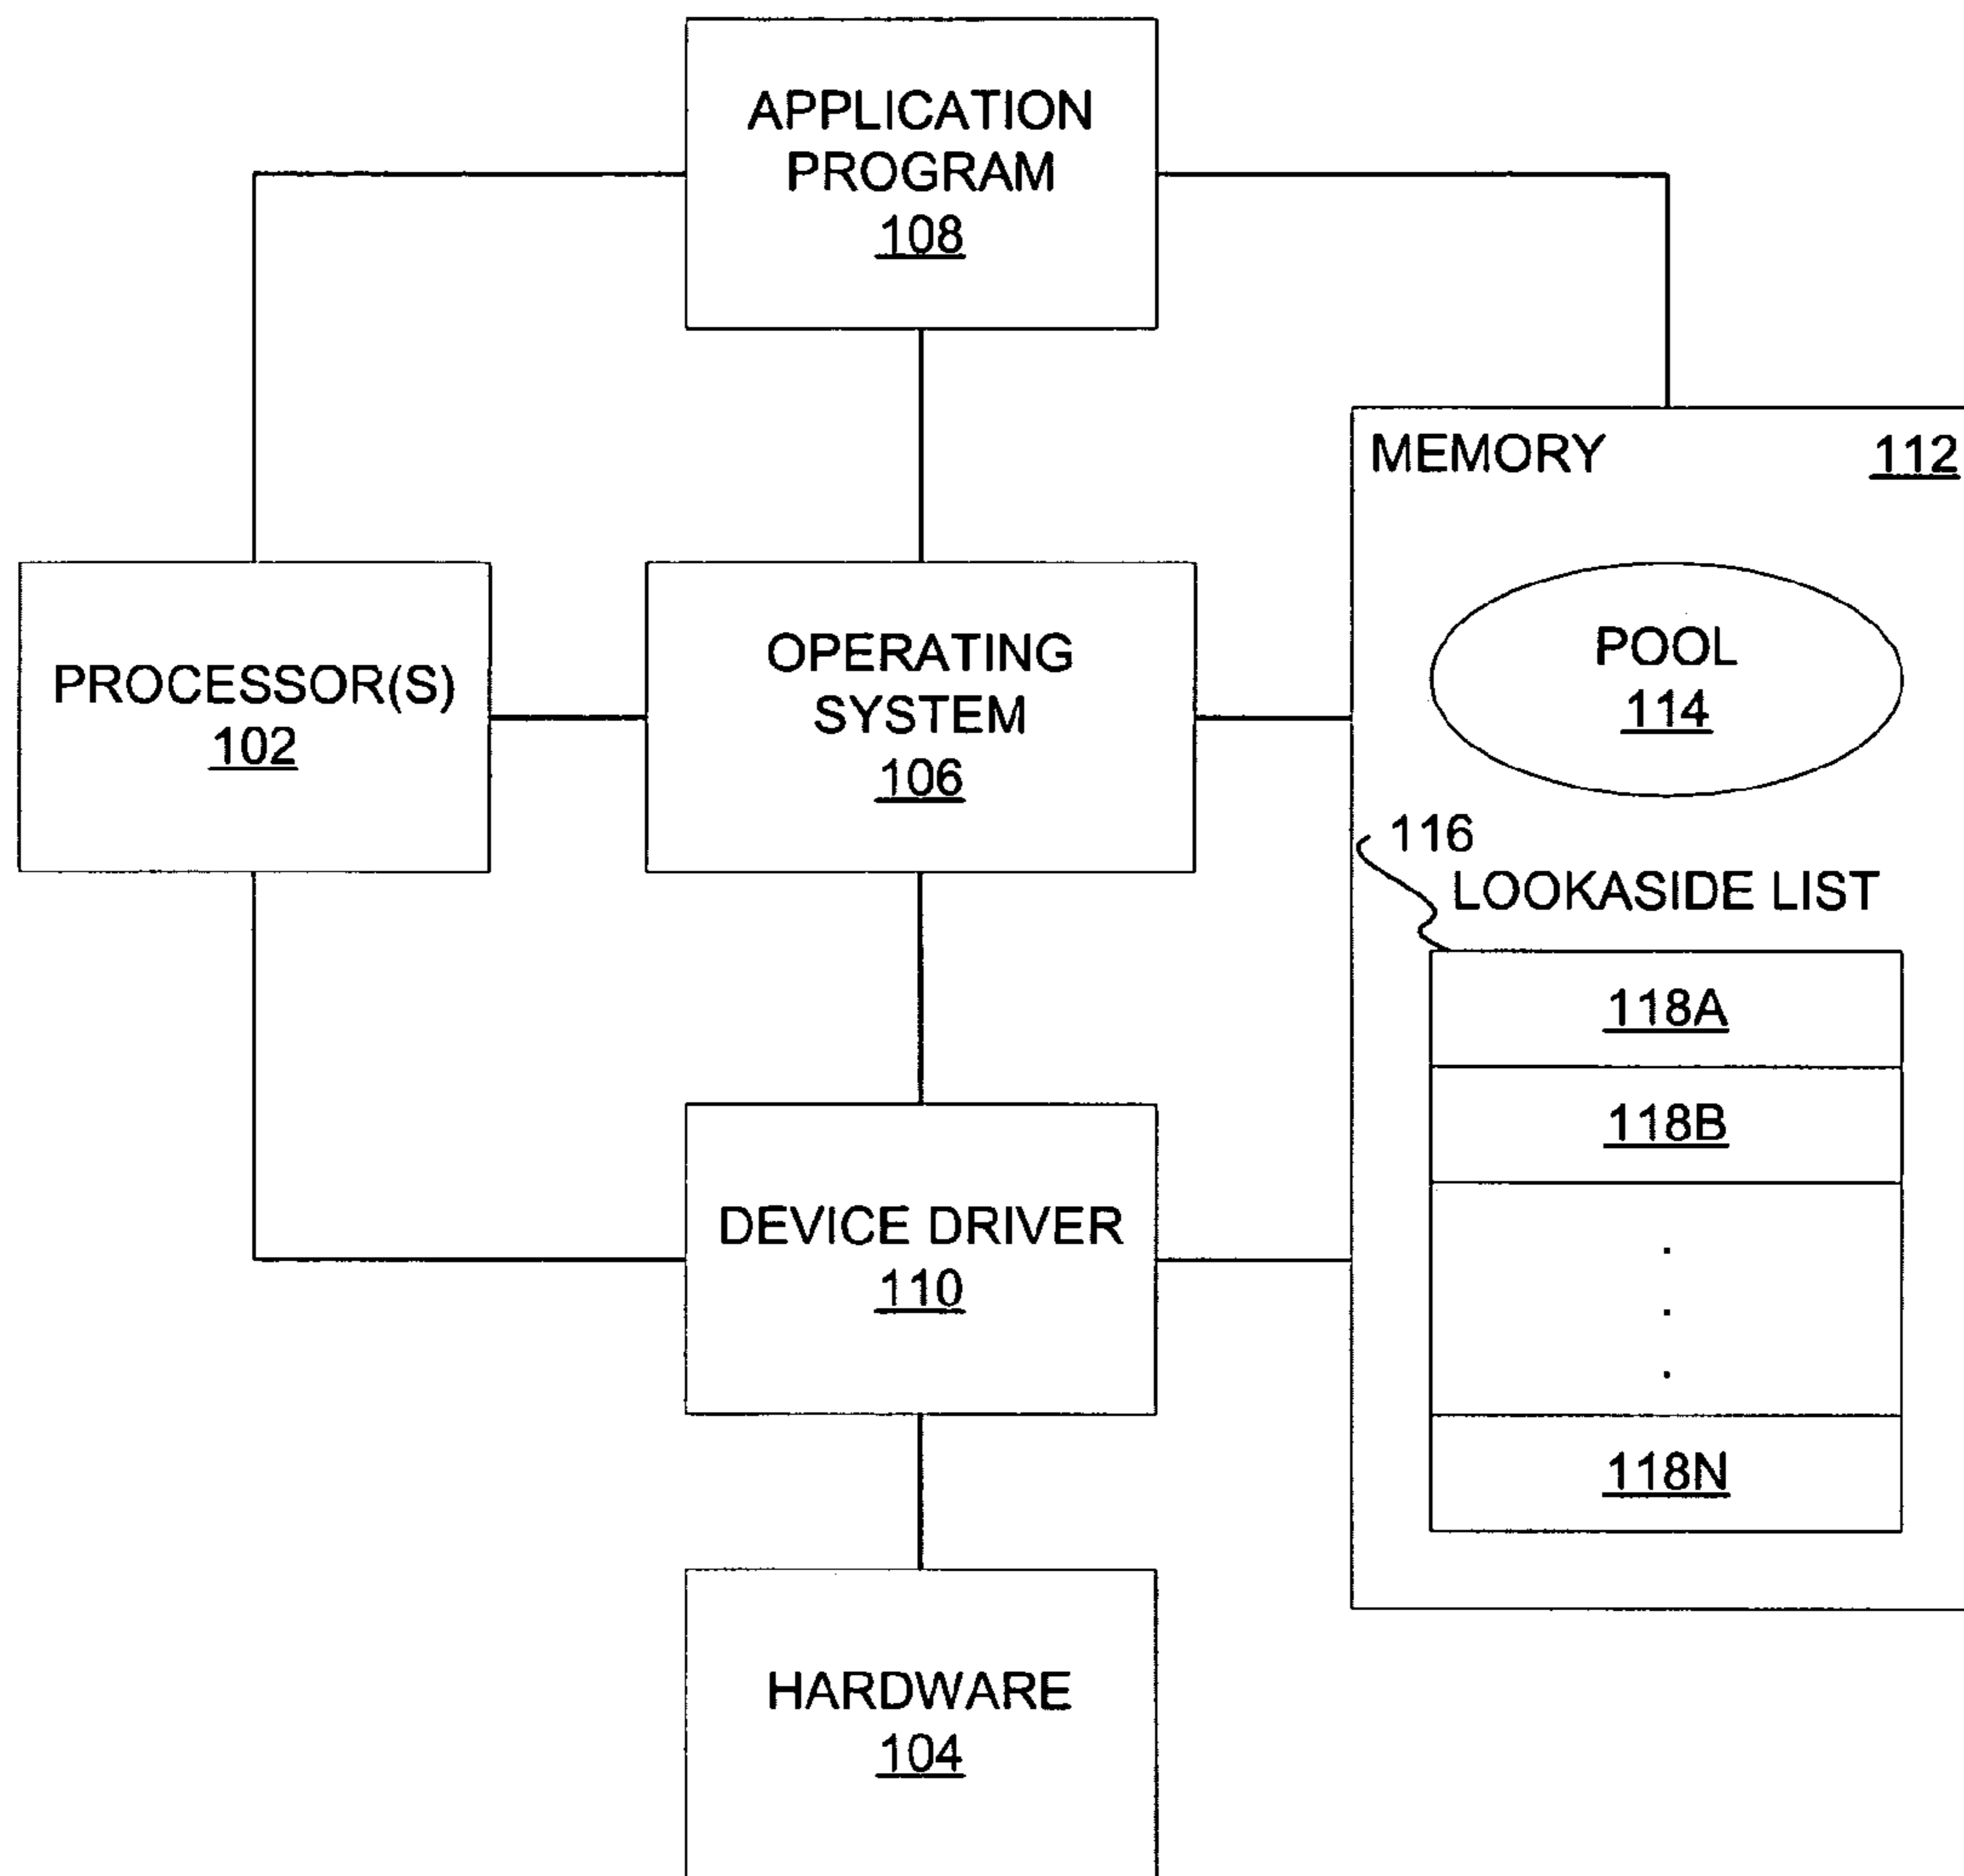 APPLICATION
PROGRAM
108
MEMORY 112
PROCESSOR(S)
102
OPERATING
SYSTEM
106
POOL
114
116
LOOKASIDE LIST
118A
118B
.
.
.
118N
DEVICE DRIVER
110
HARDWARE
104